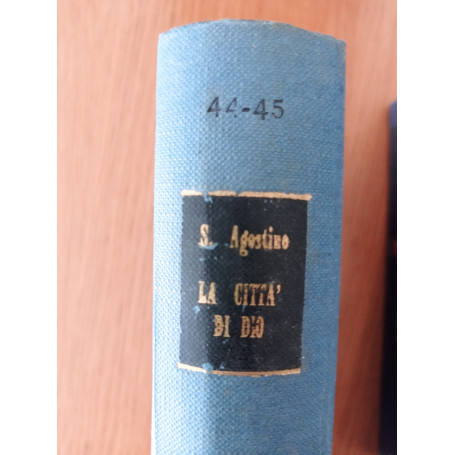 44-45
S. Agostino
LA CITTA'
DI DIO